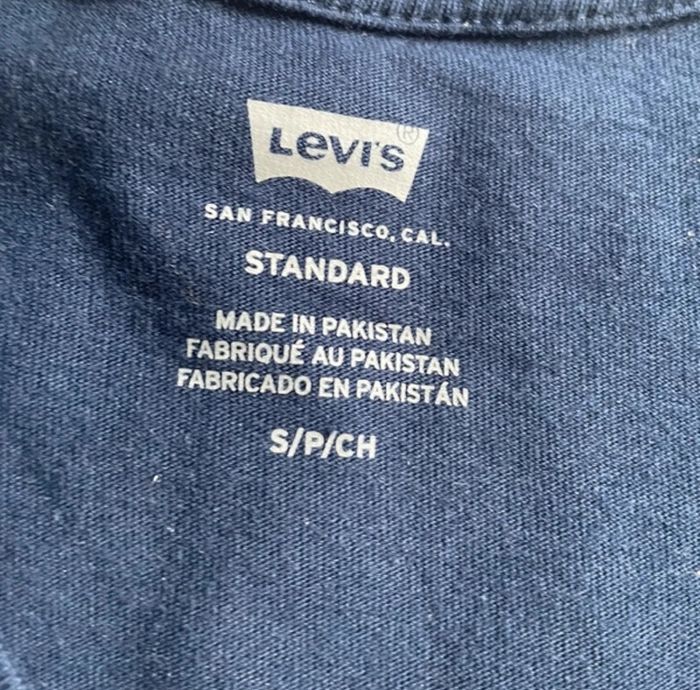 Levi's®
SAN FRANCISCO, CAL.
STANDARD
MADE IN PAKISTAN
FABRIQUÉ AU PAKISTAN
FABRICADO EN PAKISTÁN
S/P/CH